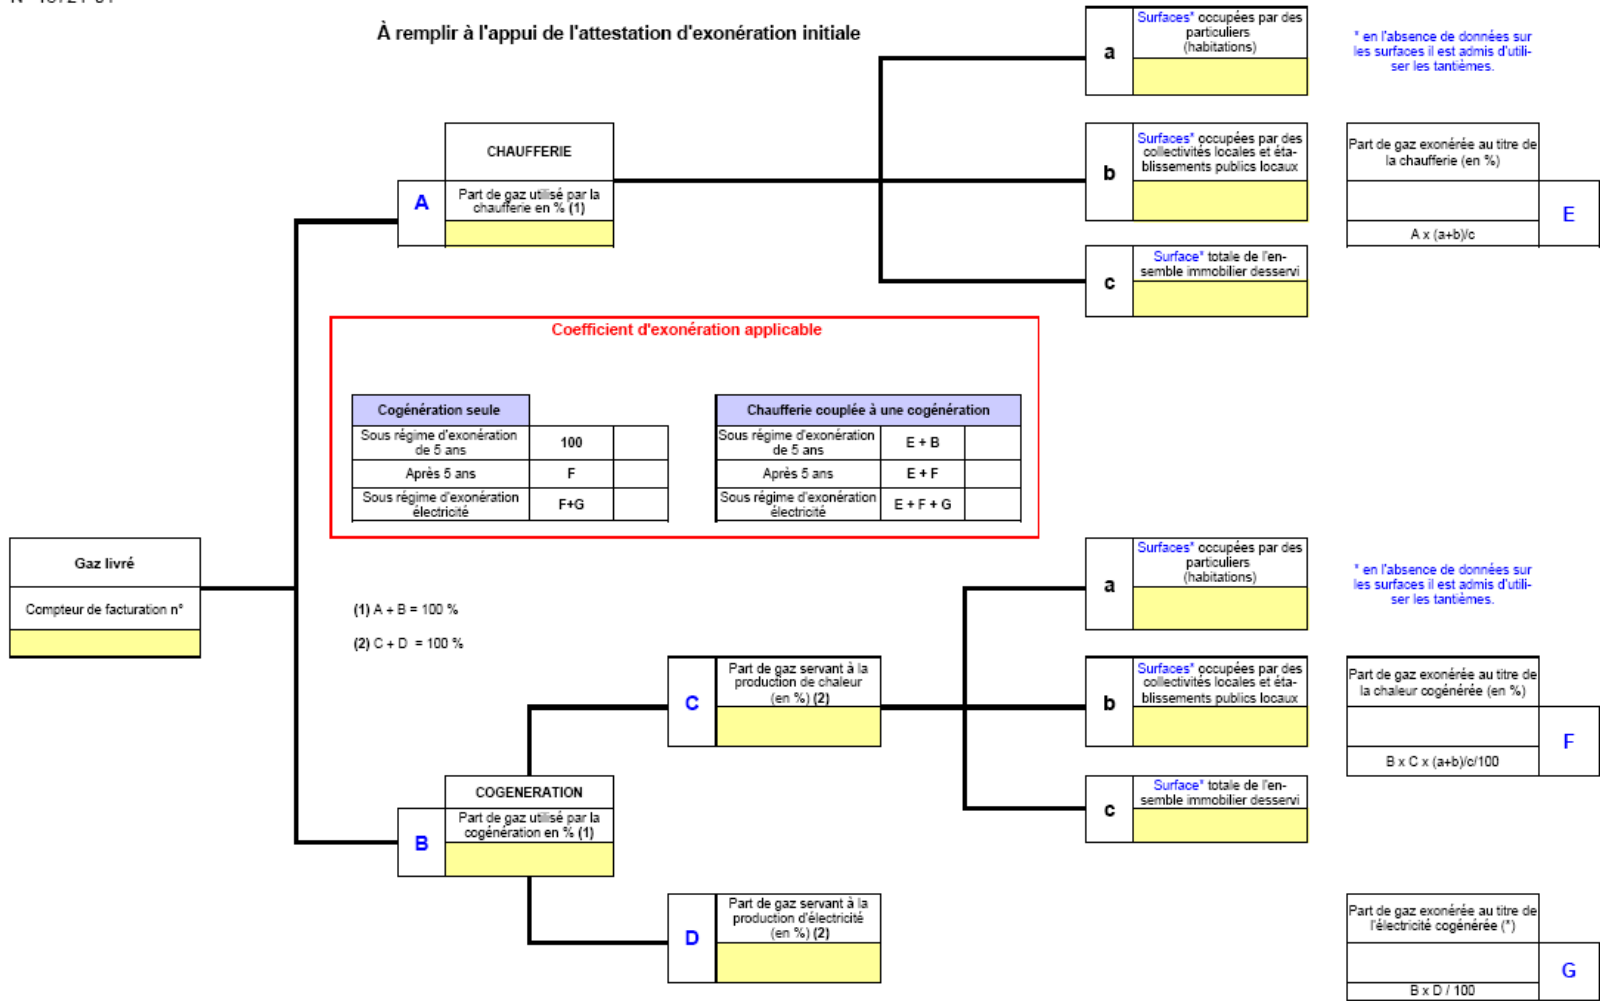 À remplir à l'appui de l'attestation d'exonération initiale
a
Surfaces* occupées par des
particuliers
(habitations)
* en l'absence de données sur
les surfaces il est admis d'utili-
ser les tantièmes.
CHAUFFERIE
A
Part de gaz utilisé par la
chaufferie en % (1)
b
Surfaces* occupées par des
collectivités locales et éta-
blissements publics locaux
Part de gaz exonérée au titre de
la chaufferie (en %)
E
A x (a+b)/c
c
Surface* totale de l'en-
semble immobilier desservi
Coefficient d'exonération applicable
Cogénération seule
Sous régime d'exonération
de 5 ans
100
Après 5 ans
F
Sous régime d'exonération
électricité
F+G
Chaufferie couplée à une cogénération
Sous régime d'exonération
de 5 ans
E + B
Après 5 ans
E + F
Sous régime d'exonération
électricité
E + F + G
Gaz livré
Compteur de facturation n°
(1) A + B = 100 %
(2) C + D = 100 %
a
Surfaces* occupées par des
particuliers
(habitations)
* en l'absence de données sur
les surfaces il est admis d'utili-
ser les tantièmes.
C
Part de gaz servant à la
production de chaleur
(en %) (2)
b
Surfaces* occupées par des
collectivités locales et éta-
blissements publics locaux
Part de gaz exonérée au titre de
la chaleur cogénérée (en %)
F
B x C x (a+b)/c/100
COGENERATION
B
Part de gaz utilisé par la
cogénération en % (1)
c
Surface* totale de l'en-
semble immobilier desservi
D
Part de gaz servant à la
production d'électricité
(en %) (2)
Part de gaz exonérée au titre de
l'électricité cogénérée (*)
G
B x D / 100